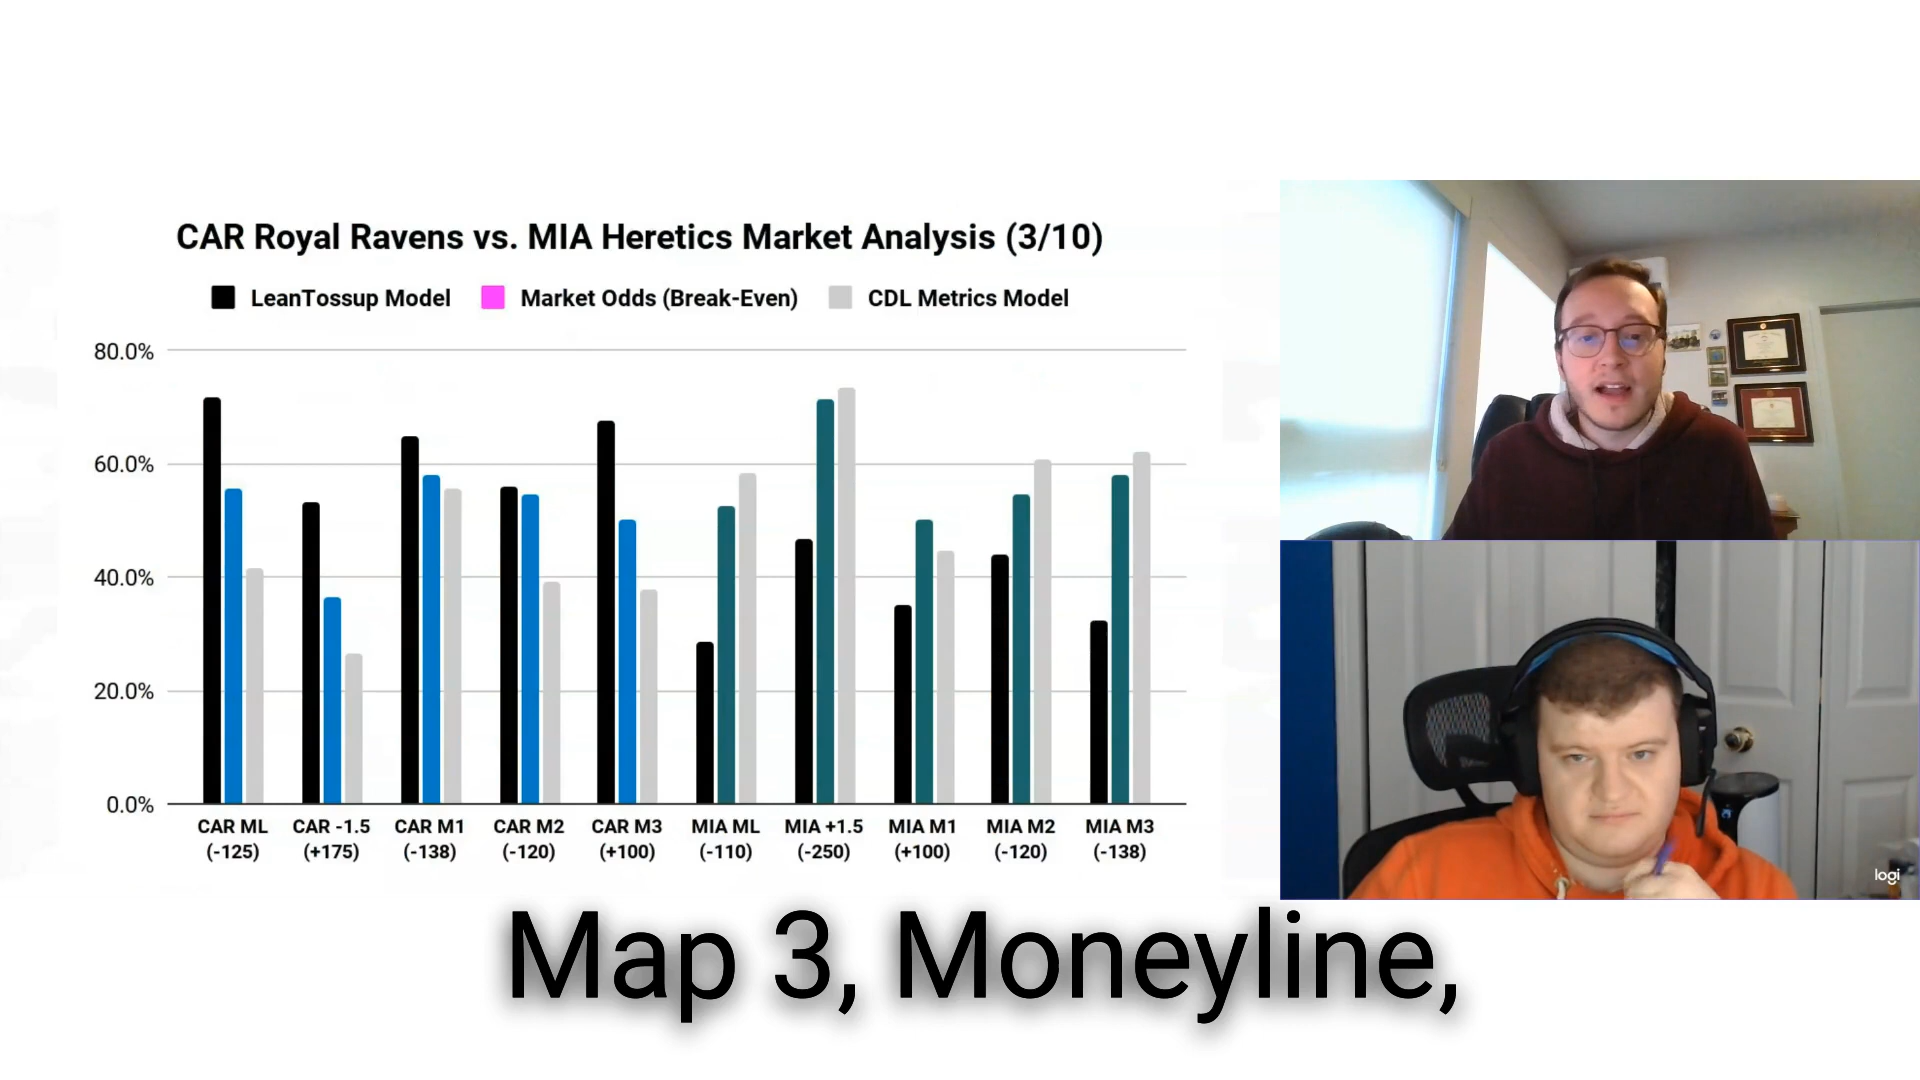 CAR Royal Ravens vs. MIA Heretics Market Analysis (3/10)
LeanTossup Model Market Odds (Break-Even) CDL Metrics Model
80.0%
60.0%
40.0%
20.0%
0.0%
CAR ML CAR -1.5 CAR M1 CAR M2 CAR M3 MIA ML MIA +1.5 MIA M1 MIA M2 MIA M3
(-125) (+175) (-138) (-120) (+100) (-110) (-250) (+100) (-120) (-138)
logi
Map 3, Moneyline,